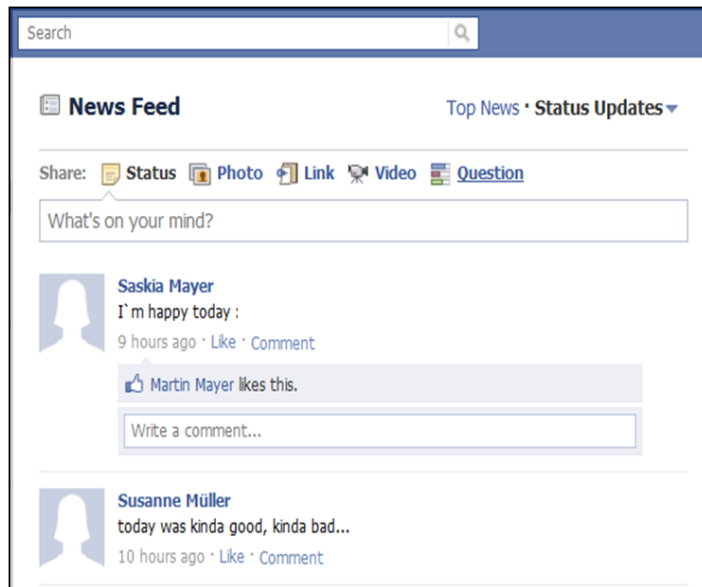 Search
News Feed Top News · Status Updates
Share: Status Photo Link Video Question
What's on your mind?
Saskia Mayer
I`m happy today :
9 hours ago · Like · Comment
Martin Mayer likes this.
Write a comment...
Susanne Müller
today was kinda good, kinda bad...
10 hours ago · Like · Comment